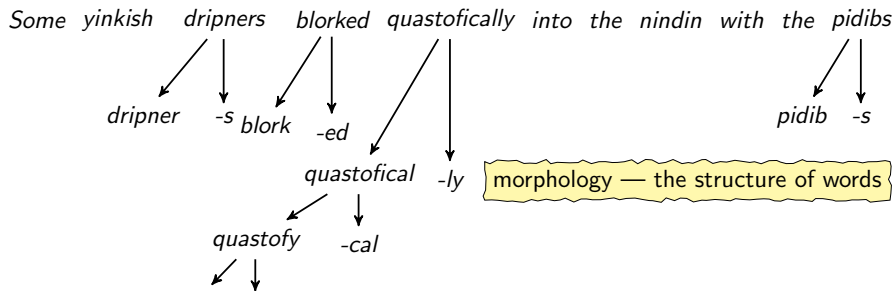 Some yinkish dripners blorked quastofically into the nindin with the pidibs
dripner -s blork -ed pidib -s
quastofical -ly morphology — the structure of words
quastofy -cal